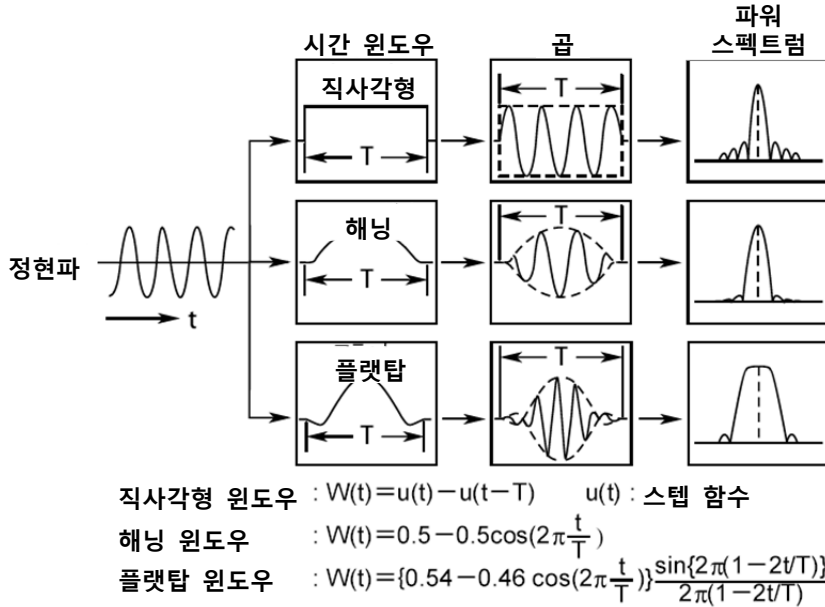 시간 윈도우
곱
파워
스펙트럼
직사각형
T
T
정현파
t
해닝
T
T
플랫탑
T
T
직사각형 윈도우 : W(t)=u(t)−u(t−T) u(t) : 스텝 함수
해닝 윈도우 : W(t)=0.5−0.5cos(2π t/T)
플랫탑 윈도우 : W(t)={0.54−0.46 cos(2π t/T)} sin{2π(1−2t/T)}/2π(1−2t/T)